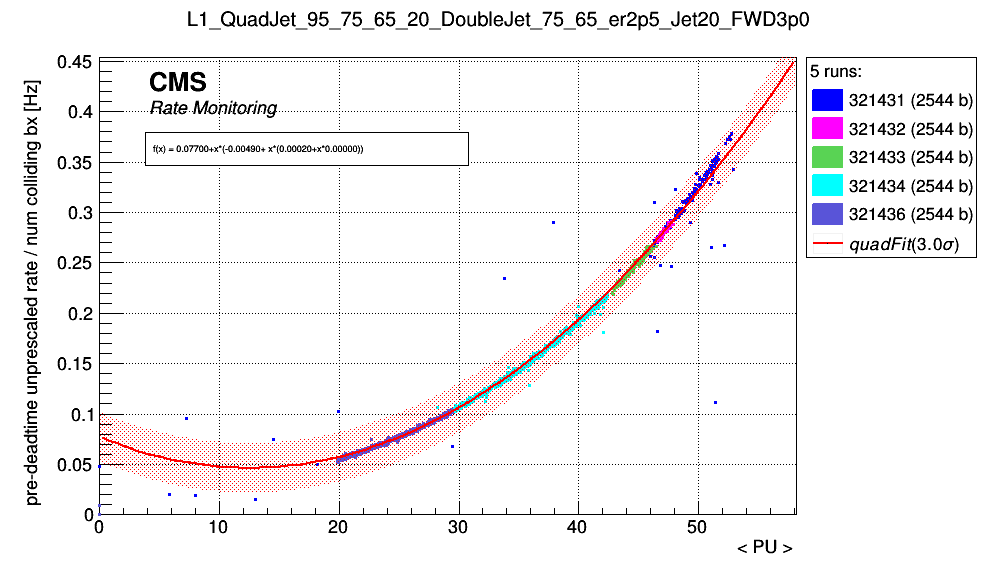 L1_QuadJet_95_75_65_20_DoubleJet_75_65_er2p5_Jet20_FWD3p0
pre-deadtime unprescaled rate / num colliding bx [Hz]
0.45
0.4
0.35
0.3
0.25
0.2
0.15
0.1
0.05
0
CMS
Rate Monitoring
f(x) = 0.07700+x*(-0.00490+ x*(0.00020+x*0.00000))
0
10
20
30
40
50
< PU >
5 runs:
321431 (2544 b)
321432 (2544 b)
321433 (2544 b)
321434 (2544 b)
321436 (2544 b)
quadFit(3.0σ)